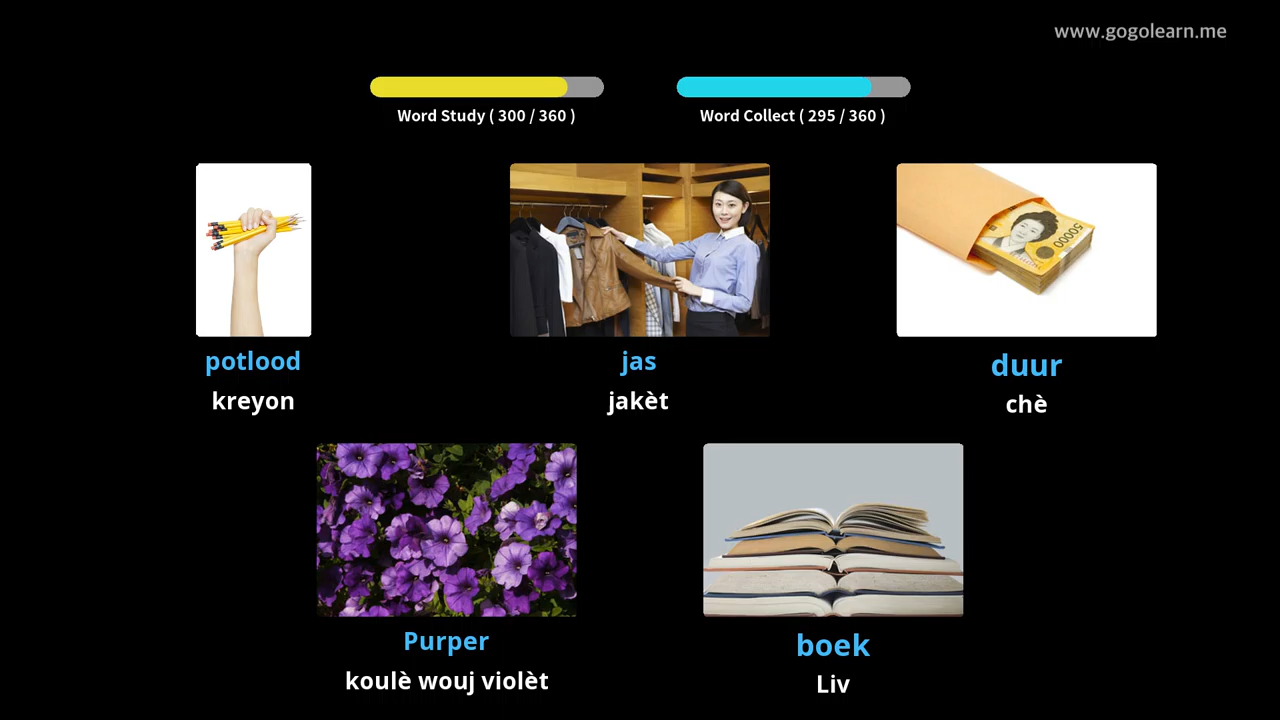 www.gogolearn.me
Word Study ( 300 / 360 )
Word Collect ( 295 / 360 )
potlood
kreyon
jas
jakèt
50000
duur
chè
Purper
koulè wouj violèt
boek
Liv